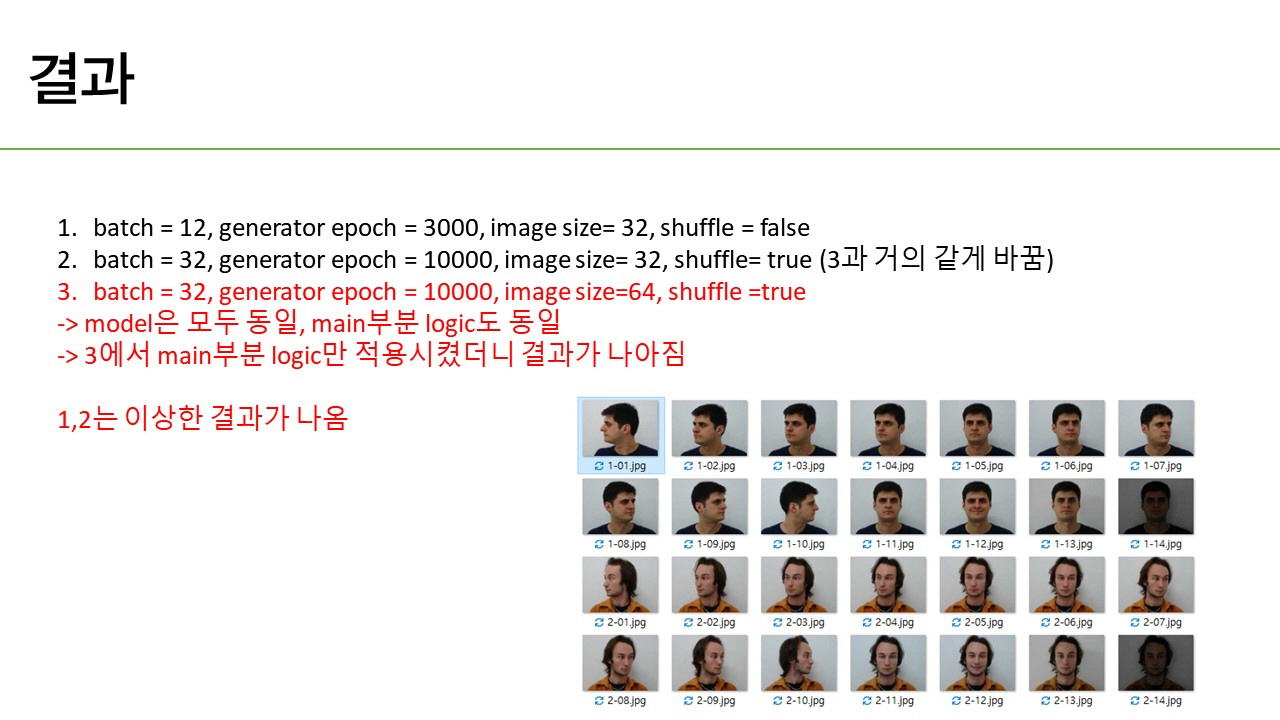 결과
1. batch = 12, generator epoch = 3000, image size= 32, shuffle = false
2. batch = 32, generator epoch = 10000, image size= 32, shuffle= true (3과 거의 같게 바꿈)
3. batch = 32, generator epoch = 10000, image size=64, shuffle =true
-> model은 모두 동일, main부분 logic도 동일
-> 3에서 main부분 logic만 적용시켰더니 결과가 나아짐
1,2는 이상한 결과가 나옴
1-01.jpg 1-02.jpg 1-03.jpg 1-04.jpg 1-05.jpg 1-06.jpg 1-07.jpg
1-08.jpg 1-09.jpg 1-10.jpg 1-11.jpg 1-12.jpg 1-13.jpg 1-14.jpg
2-01.jpg 2-02.jpg 2-03.jpg 2-04.jpg 2-05.jpg 2-06.jpg 2-07.jpg
2-08.jpg 2-09.jpg 2-10.jpg 2-11.jpg 2-12.jpg 2-13.jpg 2-14.jpg